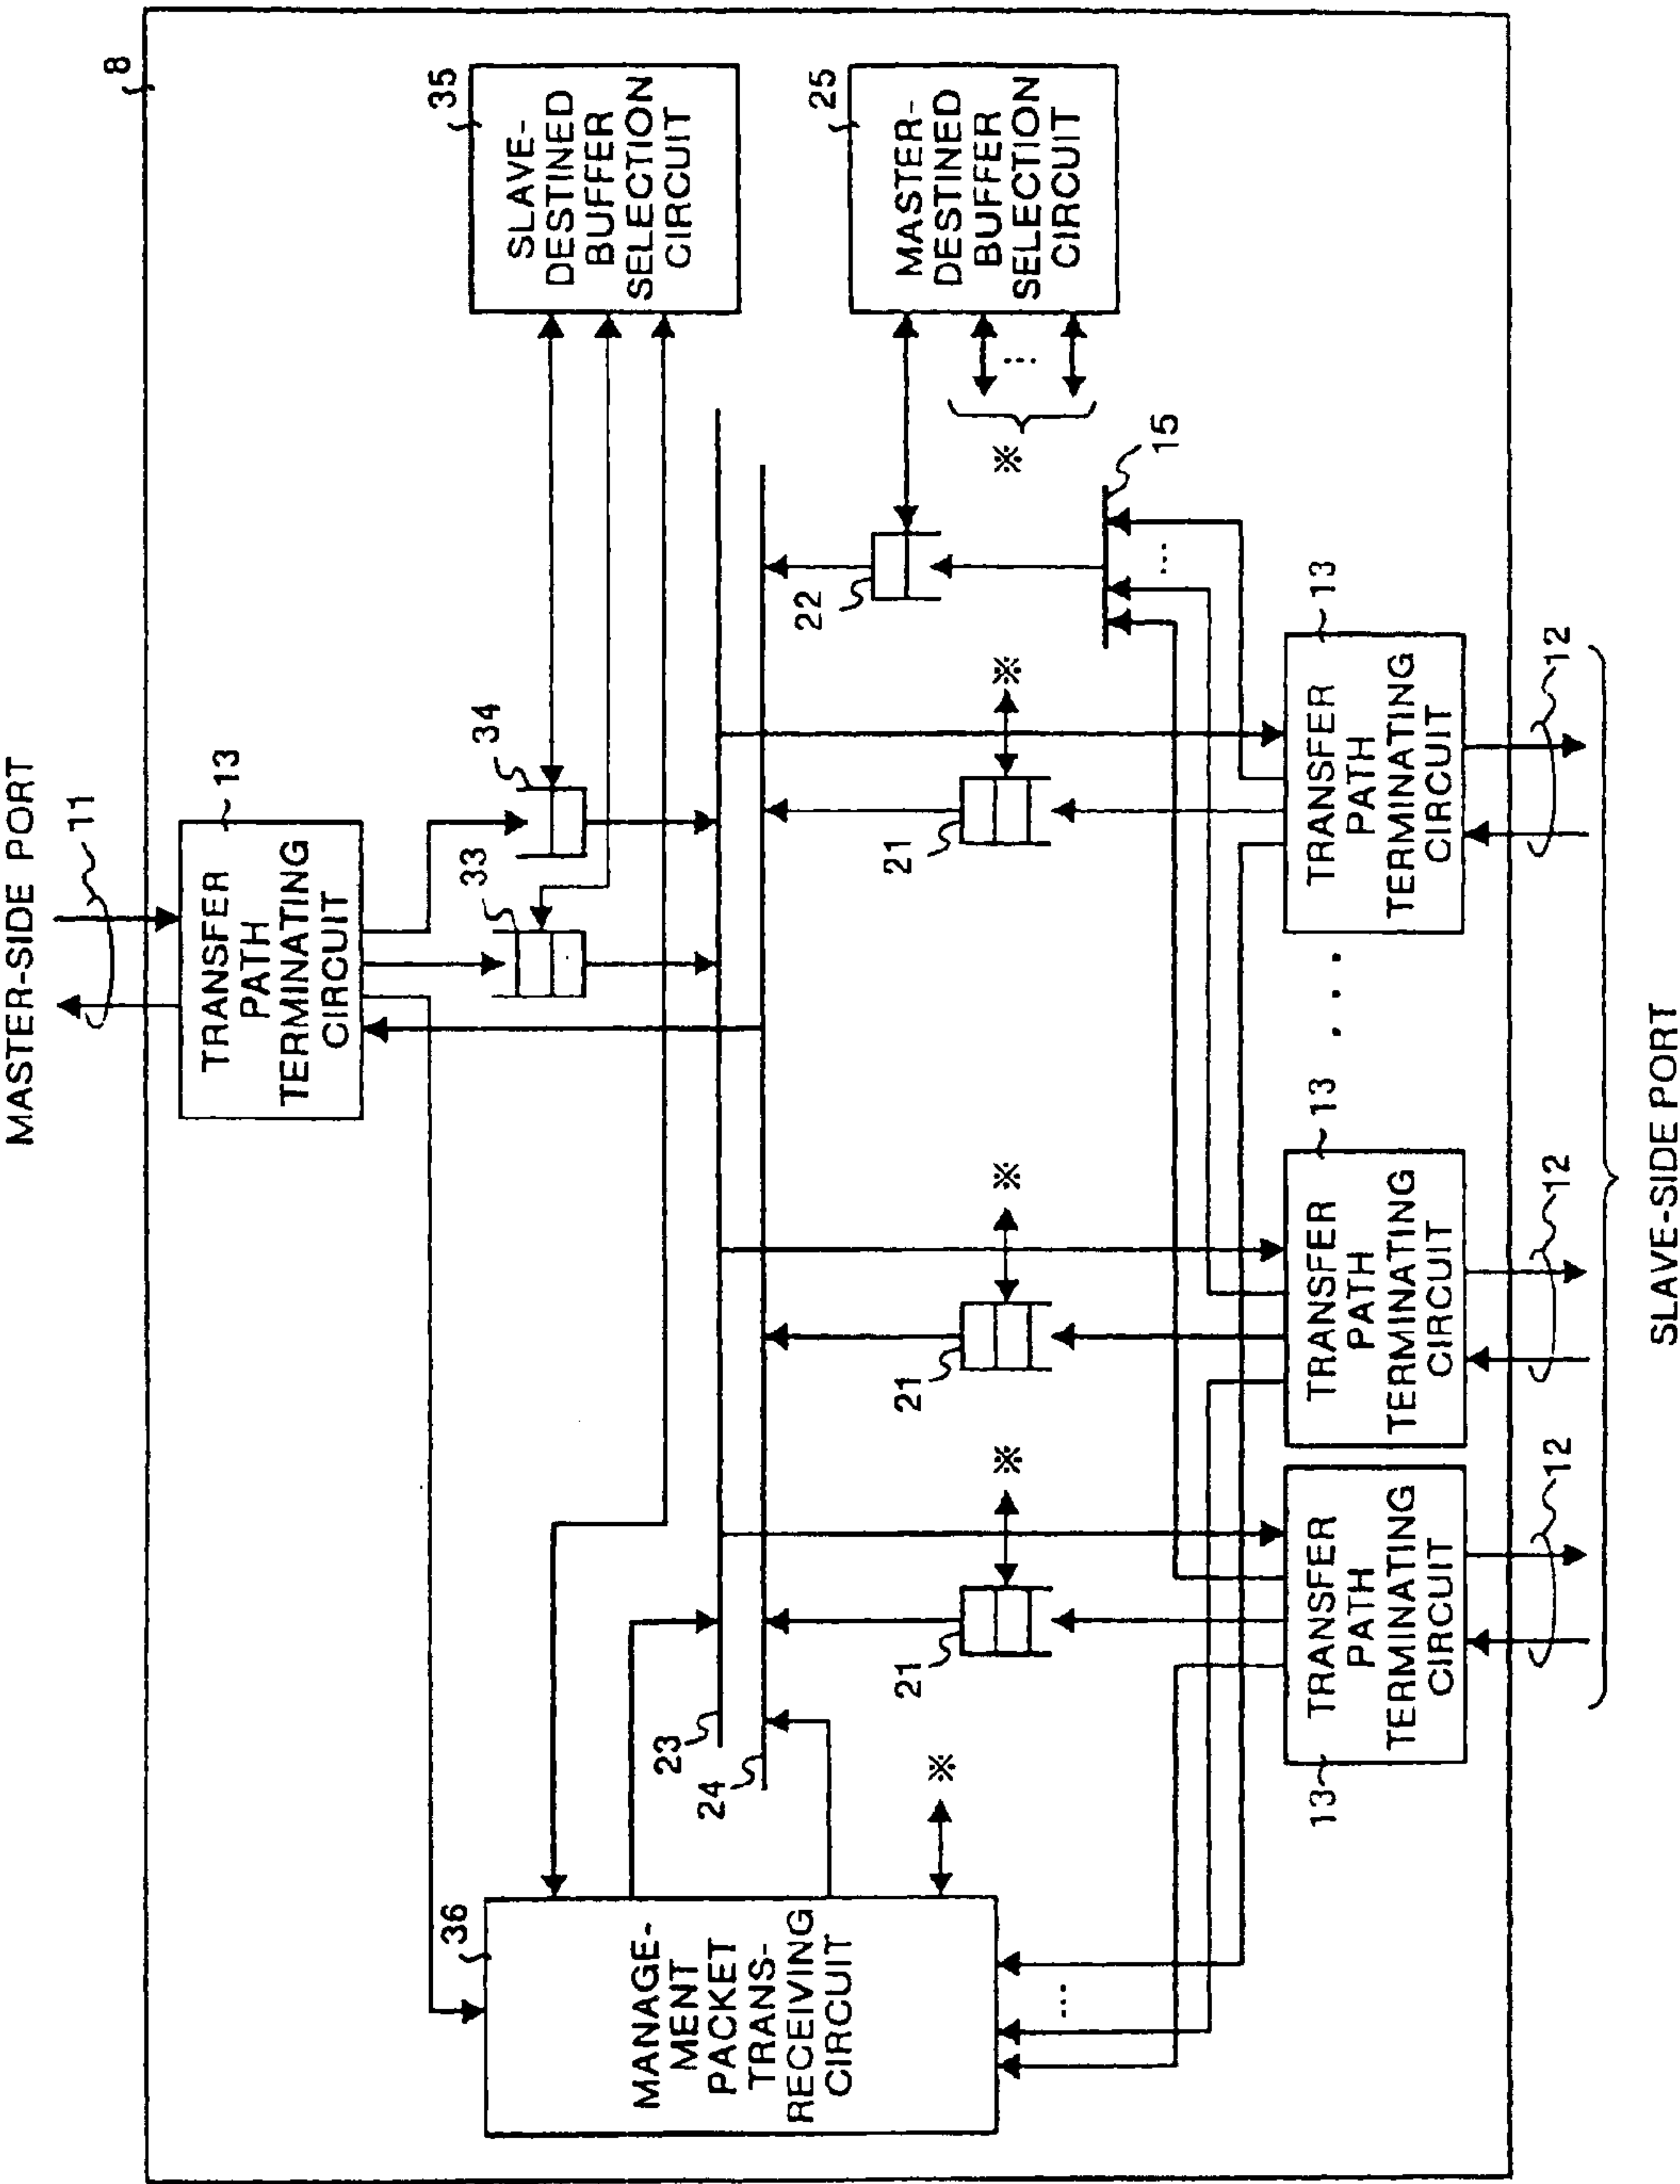 MASTER-SIDE PORT
11
8
TRANSFER
PATH
TERMINATING
CIRCUIT
13
33
34
SLAVE-
DESTINED
BUFFER
SELECTION
CIRCUIT
35
MASTER-
DESTINED
BUFFER
SELECTION
CIRCUIT
25
※
...
MANAGE-
MENT
PACKET
TRANS-
RECEIVING
CIRCUIT
36
...
※
23
24
21
※
21
※
21
※
22
15
...
TRANSFER
PATH
TERMINATING
CIRCUIT
13
12
TRANSFER
PATH
TERMINATING
CIRCUIT
13
12
...
TRANSFER
PATH
TERMINATING
CIRCUIT
13
12
SLAVE-SIDE PORT